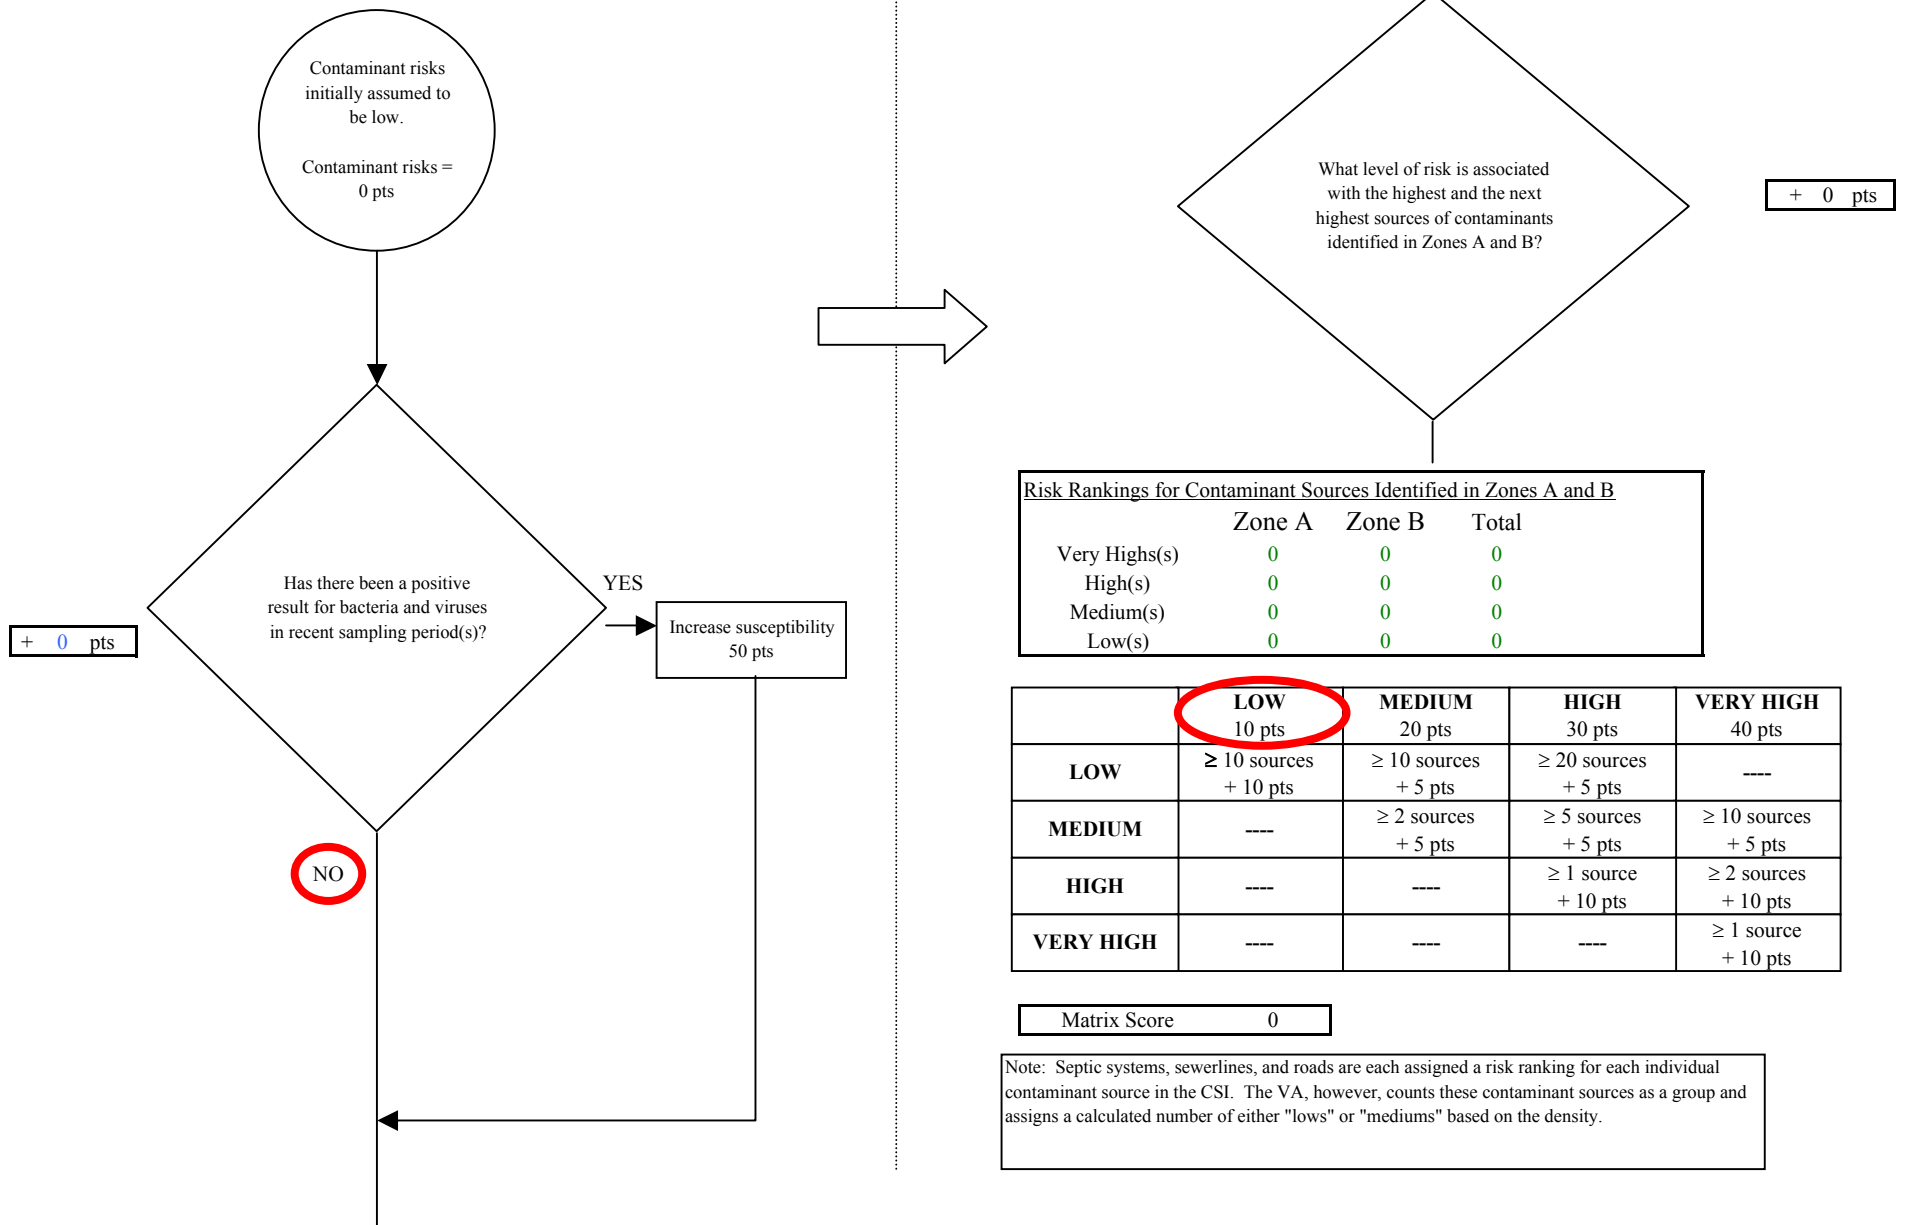 Contaminant risks
initially assumed to
be low.
Contaminant risks =
0 pts
Has there been a positive
result for bacteria and viruses
in recent sampling period(s)?
+ 0 pts
YES
Increase susceptibility
50 pts
NO
What level of risk is associated
with the highest and the next
highest sources of contaminants
identified in Zones A and B?
+ 0 pts
Risk Rankings for Contaminant Sources Identified in Zones A and B
Zone A Zone B Total
Very Highs(s) 0 0 0
High(s) 0 0 0
Medium(s) 0 0 0
Low(s) 0 0 0
LOW MEDIUM HIGH VERY HIGH
10 pts 20 pts 30 pts 40 pts
LOW ≥ 10 sources ≥ 10 sources ≥ 20 sources ----
+ 10 pts + 5 pts + 5 pts
MEDIUM ---- ≥ 2 sources ≥ 5 sources ≥ 10 sources
+ 5 pts + 5 pts + 5 pts
HIGH ---- ---- ≥ 1 source ≥ 2 sources
+ 10 pts + 10 pts
VERY HIGH ---- ---- ---- ≥ 1 source
+ 10 pts
Matrix Score 0
Note: Septic systems, sewerlines, and roads are each assigned a risk ranking for each individual
contaminant source in the CSI. The VA, however, counts these contaminant sources as a group and
assigns a calculated number of either "lows" or "mediums" based on the density.